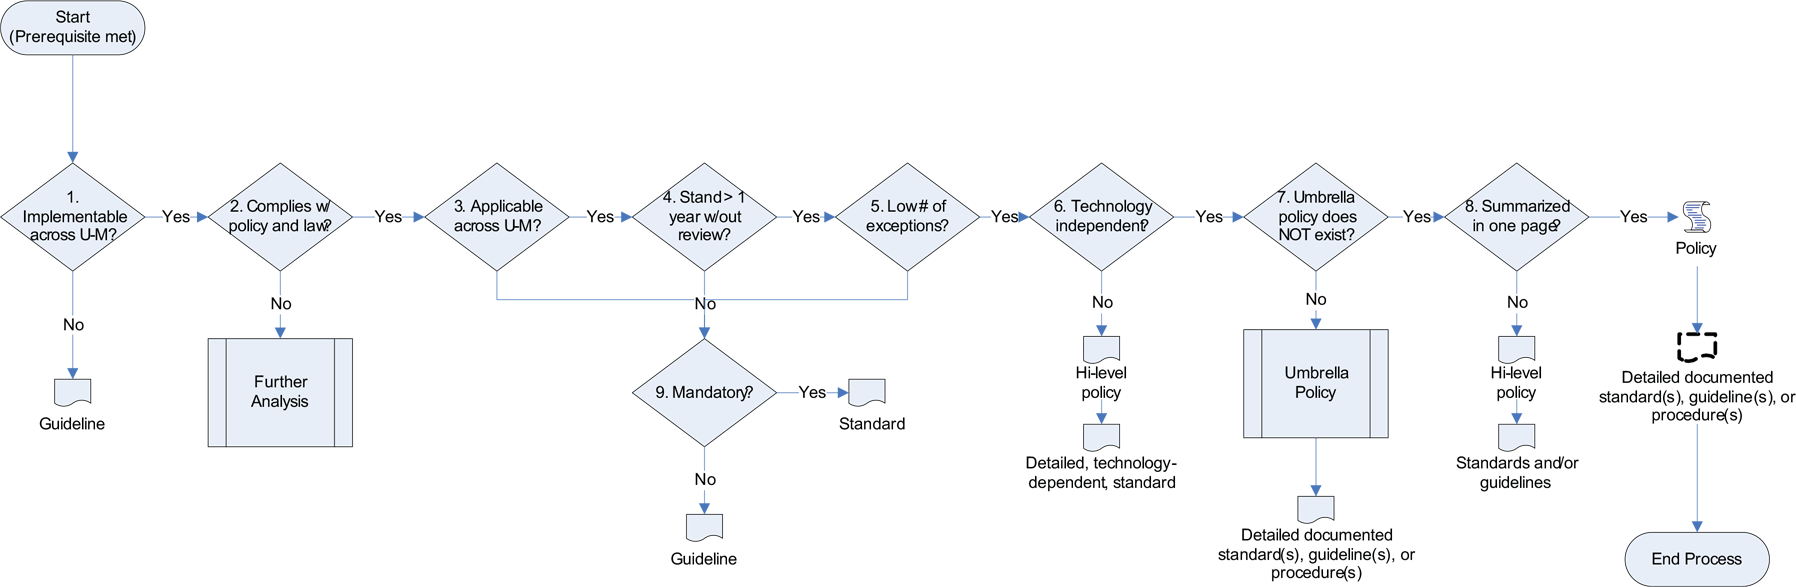 Start
(Prerequisite met)
1.
Implementable
across U-M?
Yes
2. Complies w/
policy and law?
Yes
3. Applicable
across U-M?
Yes
4. Stand > 1
year w/out
review?
Yes
5. Low # of
exceptions?
Yes
6. Technology
independent?
Yes
7. Umbrella
policy does
NOT exist?
Yes
8. Summarized
in one page?
Yes
Policy
No
Guideline
No
Further
Analysis
No
9. Mandatory?
Yes
Standard
No
Guideline
No
Hi-level
policy
Detailed, technology-
dependent, standard
No
Umbrella
Policy
Detailed documented
standard(s), guideline(s), or
procedure(s)
No
Hi-level
policy
Standards and/or
guidelines
Detailed documented
standard(s), guideline(s), or
procedure(s)
End Process